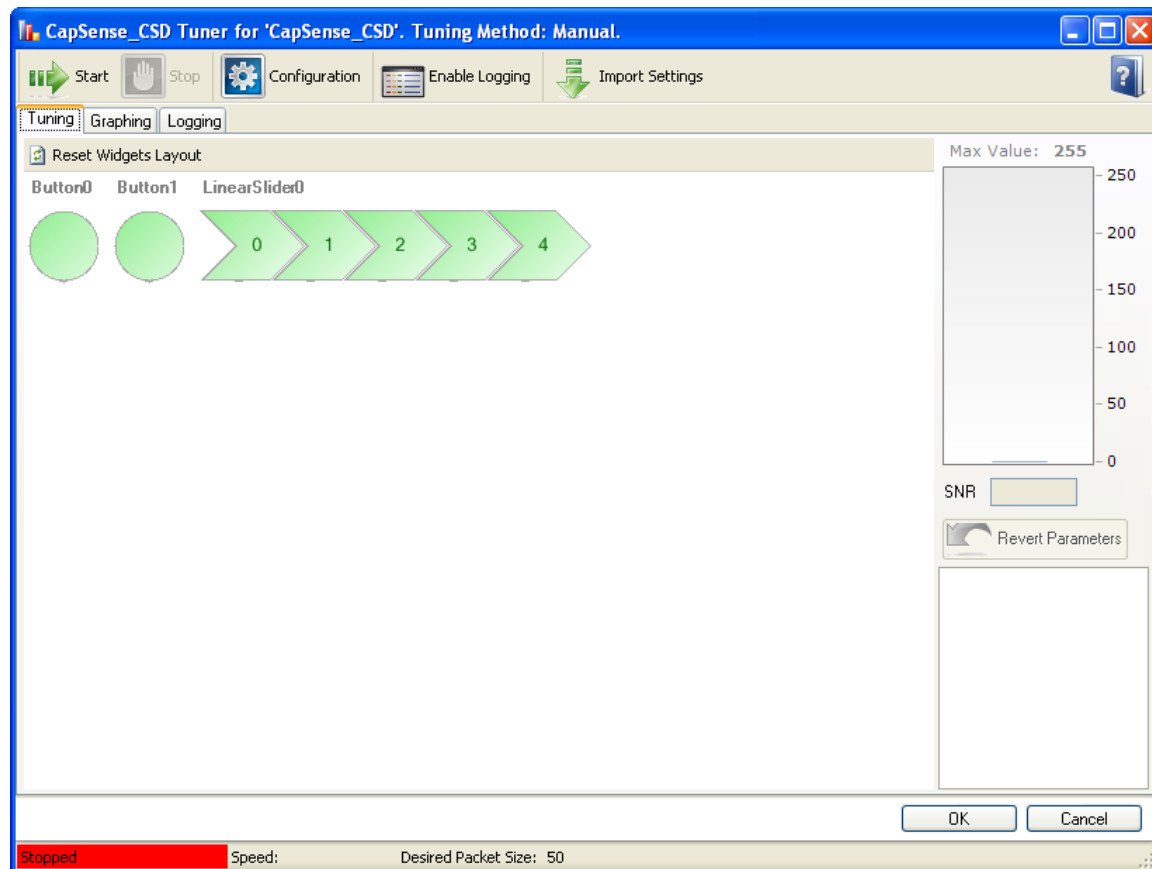 CapSense_CSD Tuner for 'CapSense_CSD'. Tuning Method: Manual.
Start Stop Configuration Enable Logging Import Settings ?
Tuning Graphing Logging
Reset Widgets Layout
Button0 Button1 LinearSlider0
0 1 2 3 4
Max Value: 255
250
200
150
100
50
0
SNR
Revert Parameters
OK Cancel
Stopped Speed: Desired Packet Size: 50